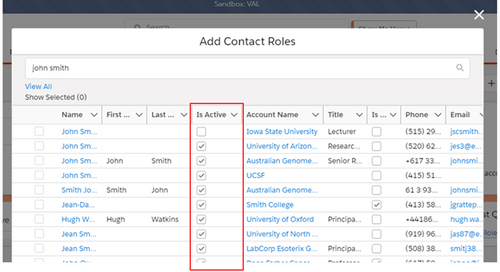 Sandbox: VAL
Search
Add Contact Roles
john smith
View All
Show Selected (0)
Name First ... Last ... Is Active Account Name Title Is ... Phone Email
John Sm... Iowa State University Lecturer (515) 29... jscsmith...
John Sm... University of Arizon... Researc... (520) 62... jes3@e...
John Sm... John Smith Australian Genome... Senior R... +617 33... johnsmi...
John Sm... UCSF (415) 51...
Smith Jo... Smith John Australian Genome... 61 3 93... johnsmi...
Jean-Da... Smith College (413) 58... jgrattep...
Hugh W... Hugh Watkins University of Oxford Principa... +44186... hugh.wa...
Jean Sm... University of North ... (919) 96... jas87@e...
Jean Sm... LabCorp Esoterix G... Principa... (508) 38... smitj38...